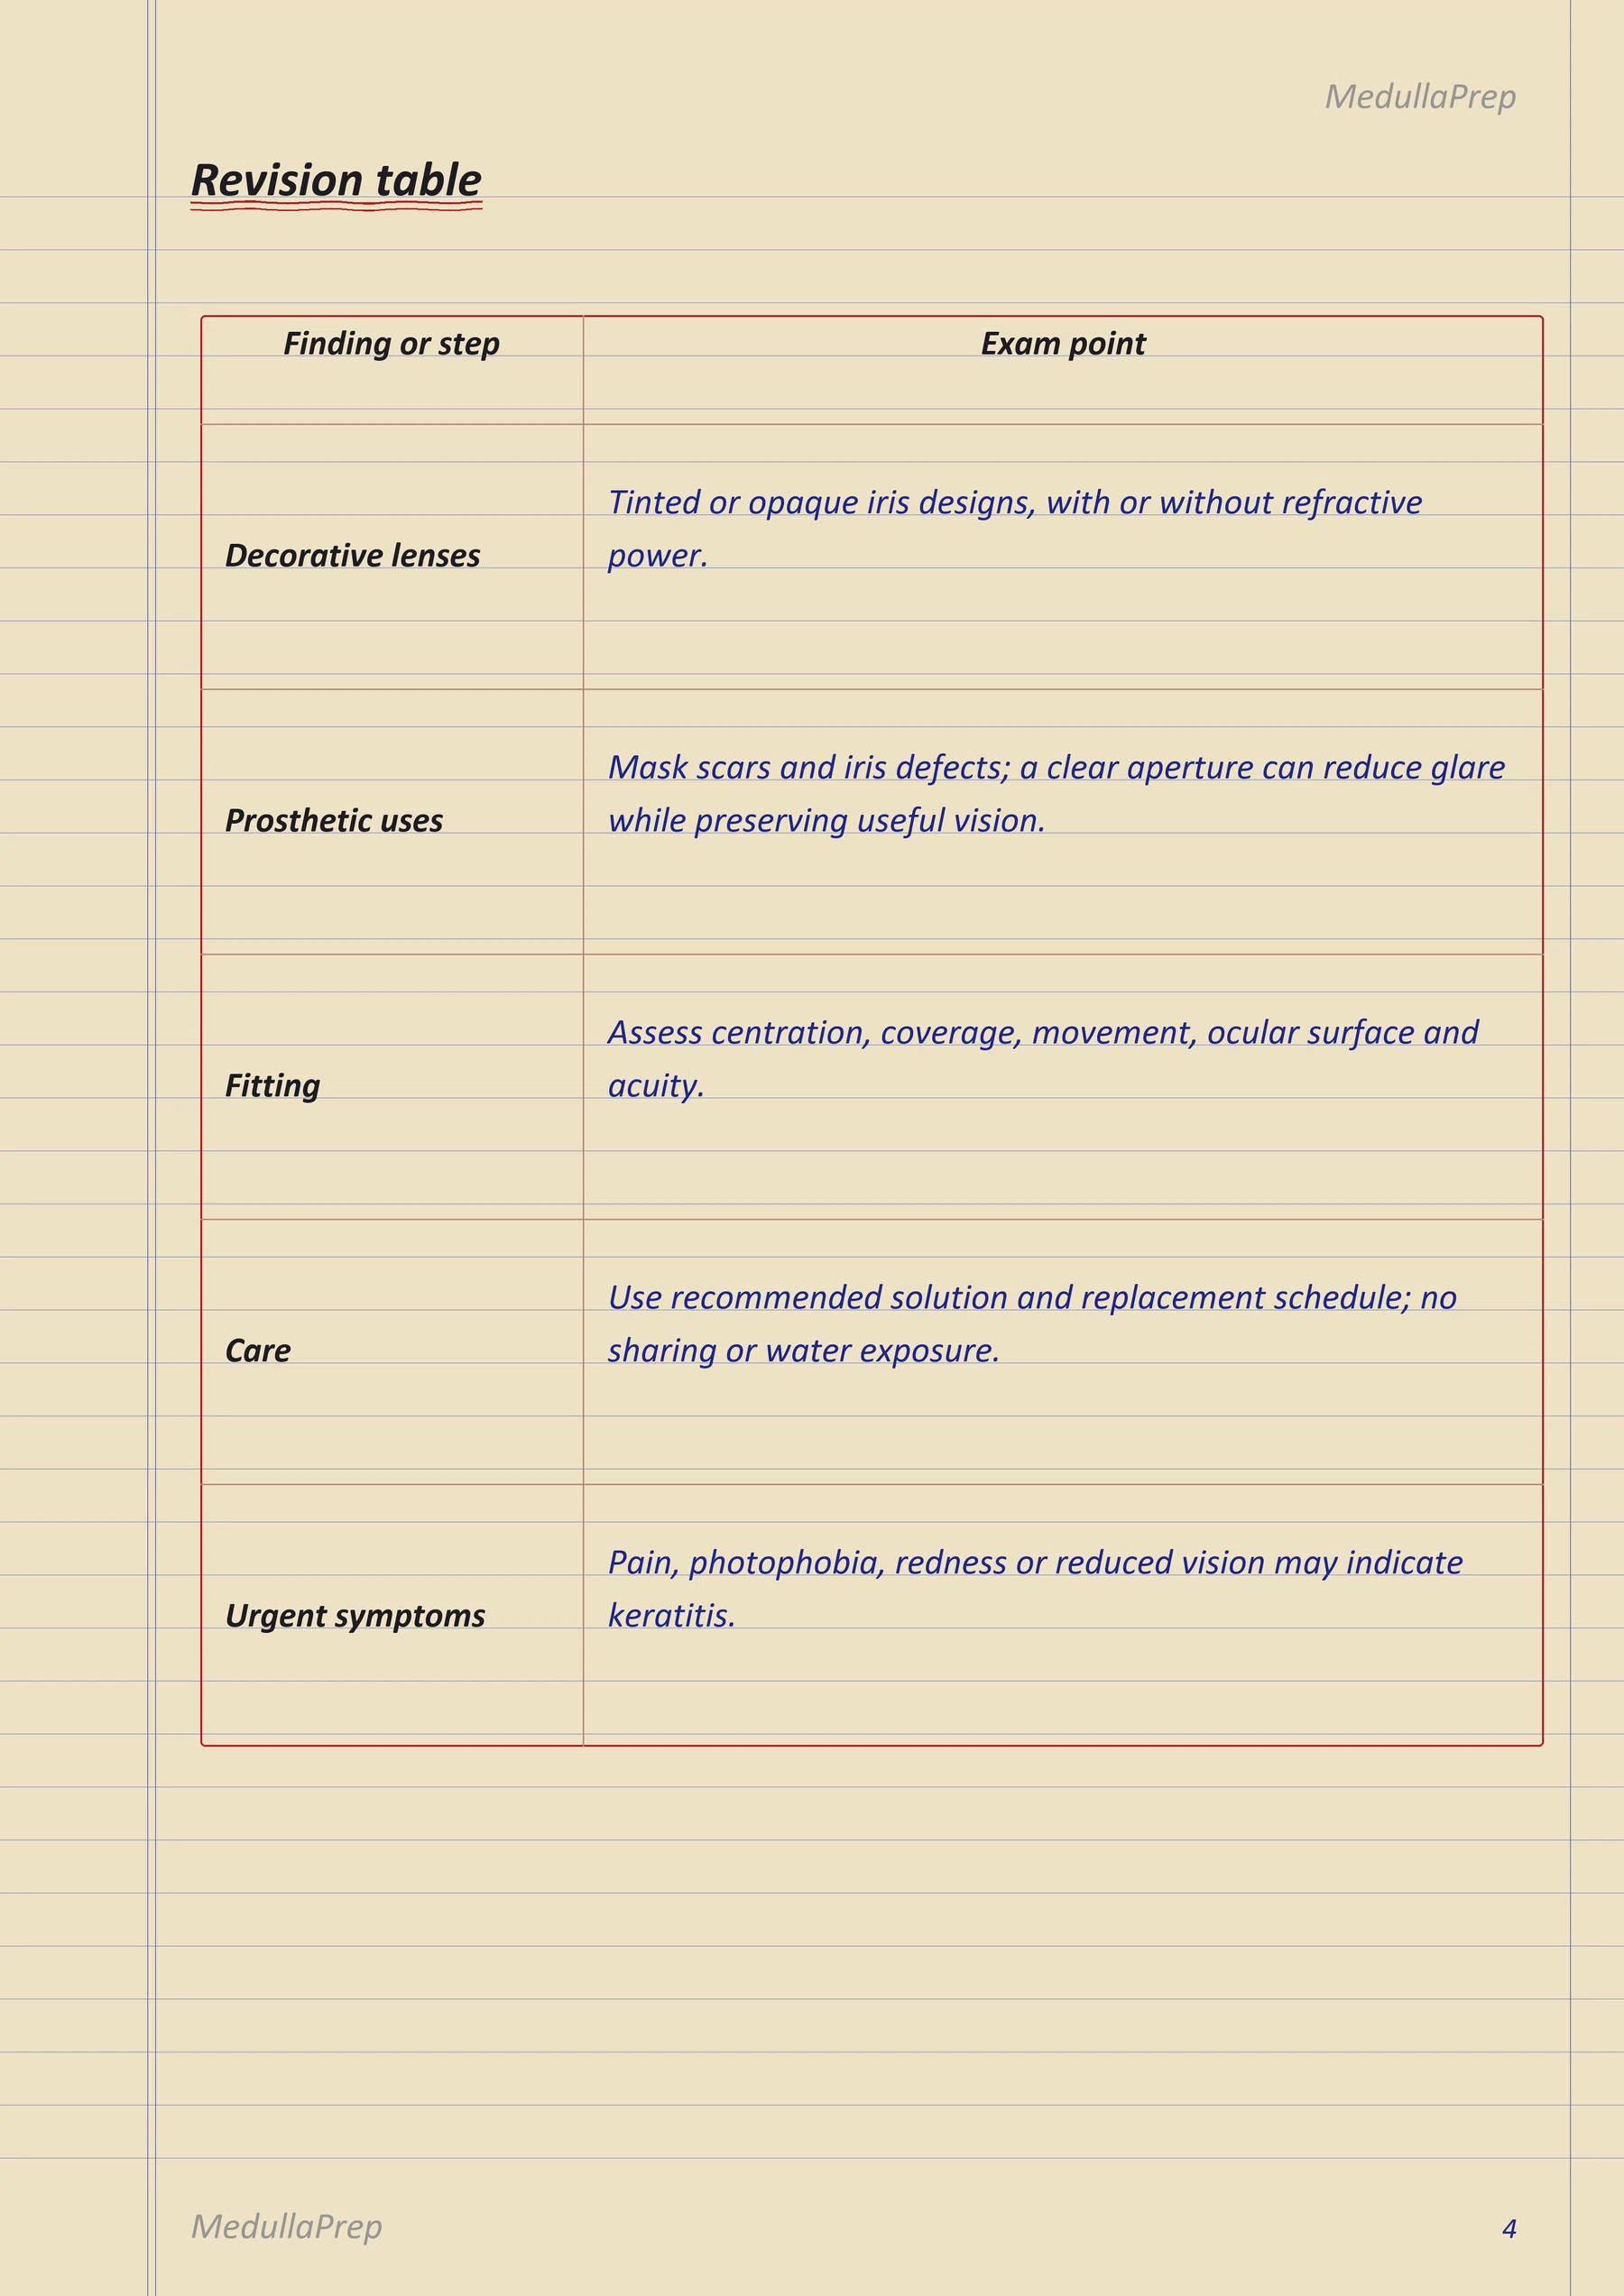 MedullaPrep
Revision table
Finding or step
Exam point
Decorative lenses
Tinted or opaque iris designs, with or without refractive
power.
Prosthetic uses
Mask scars and iris defects; a clear aperture can reduce glare
while preserving useful vision.
Fitting
Assess centration, coverage, movement, ocular surface and
acuity.
Care
Use recommended solution and replacement schedule; no
sharing or water exposure.
Urgent symptoms
Pain, photophobia, redness or reduced vision may indicate
keratitis.
MedullaPrep
4